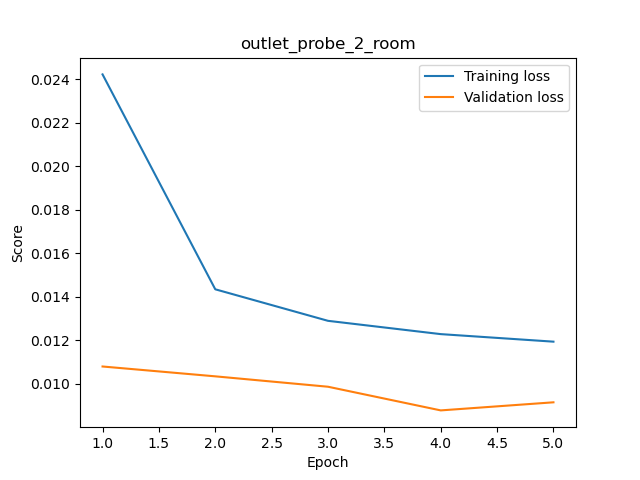 outlet_probe_2_room
Training loss
Validation loss
0.024
0.022
0.020
0.018
0.016
0.014
0.012
0.010
Score
1.0 1.5 2.0 2.5 3.0 3.5 4.0 4.5 5.0
Epoch